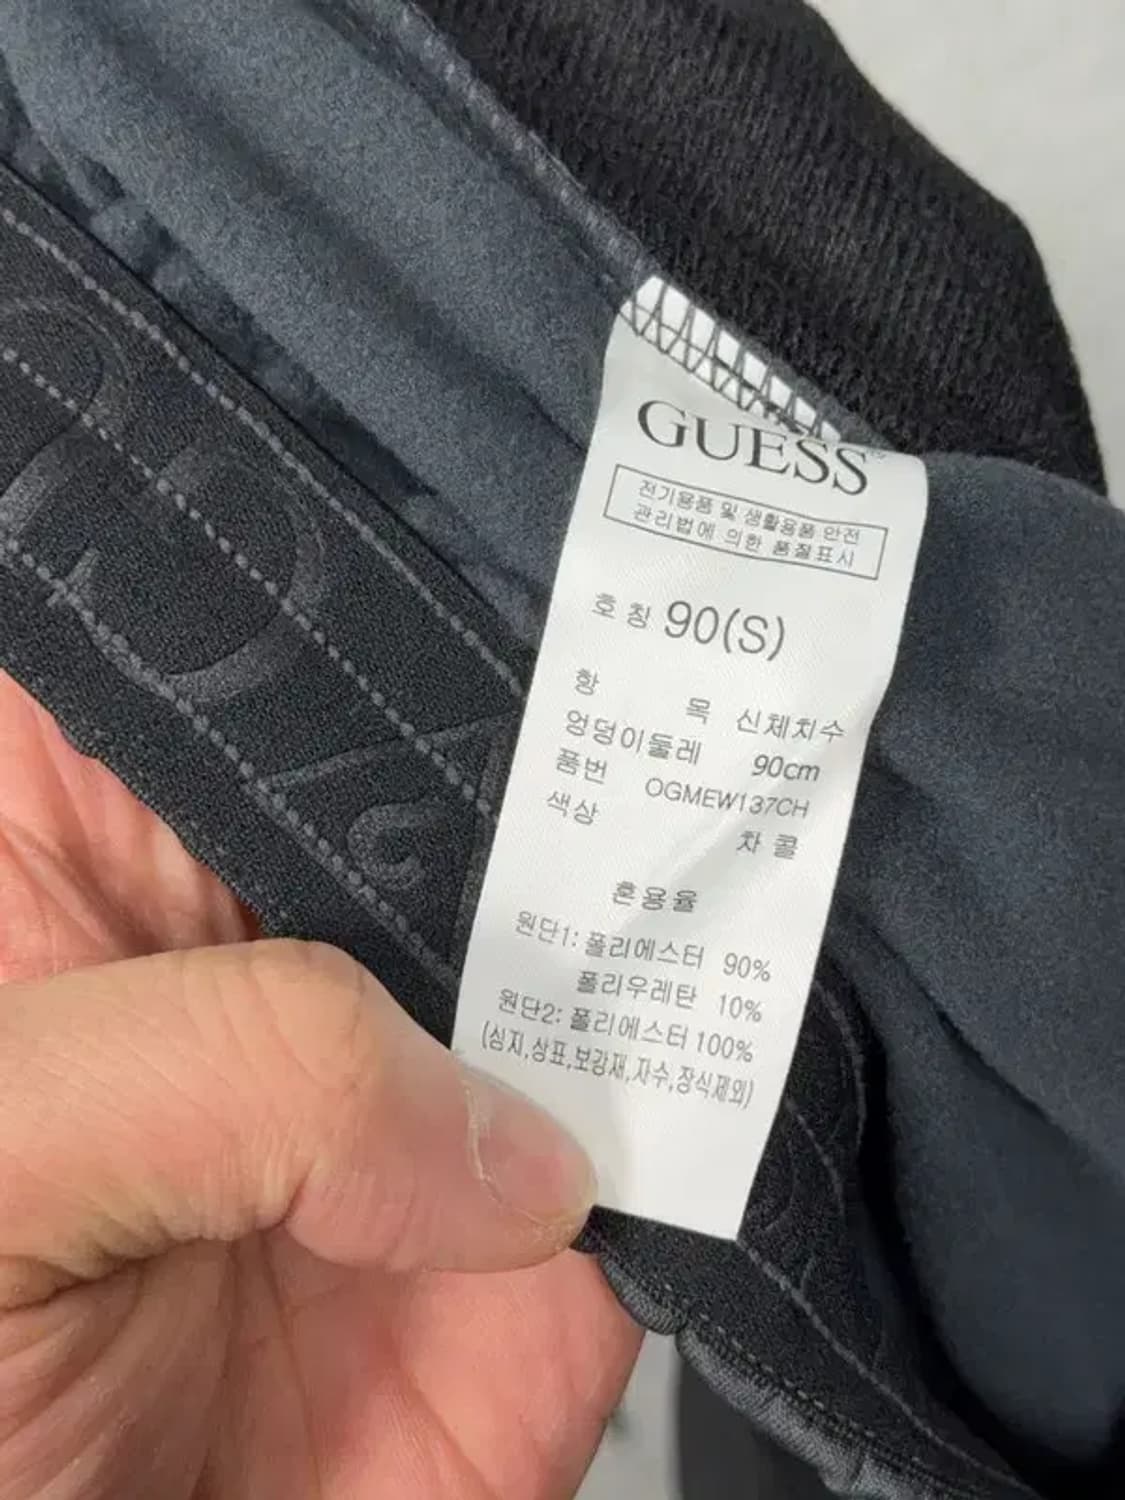 GUESS®
전기용품 및 생활용품 안전
관리법에 의한 품질표시
호칭 90(S)
항 목 신체치수
엉덩이둘레 90cm
품번 OGMEW137CH
색상 차콜
혼용율
원단1: 폴리에스터 90%
폴리우레탄 10%
원단2: 폴리에스터 100%
(심지,상표,보강재,자수,장식제외)